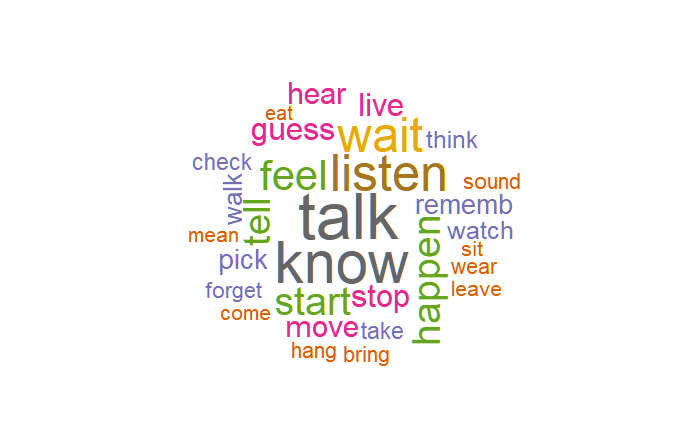 hear
live
eat
guess
wait
think
check
feel
listen
sound
walk
tell
talk
rememb
mean
watch
pick
know
happen
sit
wear
forget
start
stop
leave
come
move
take
hang
bring